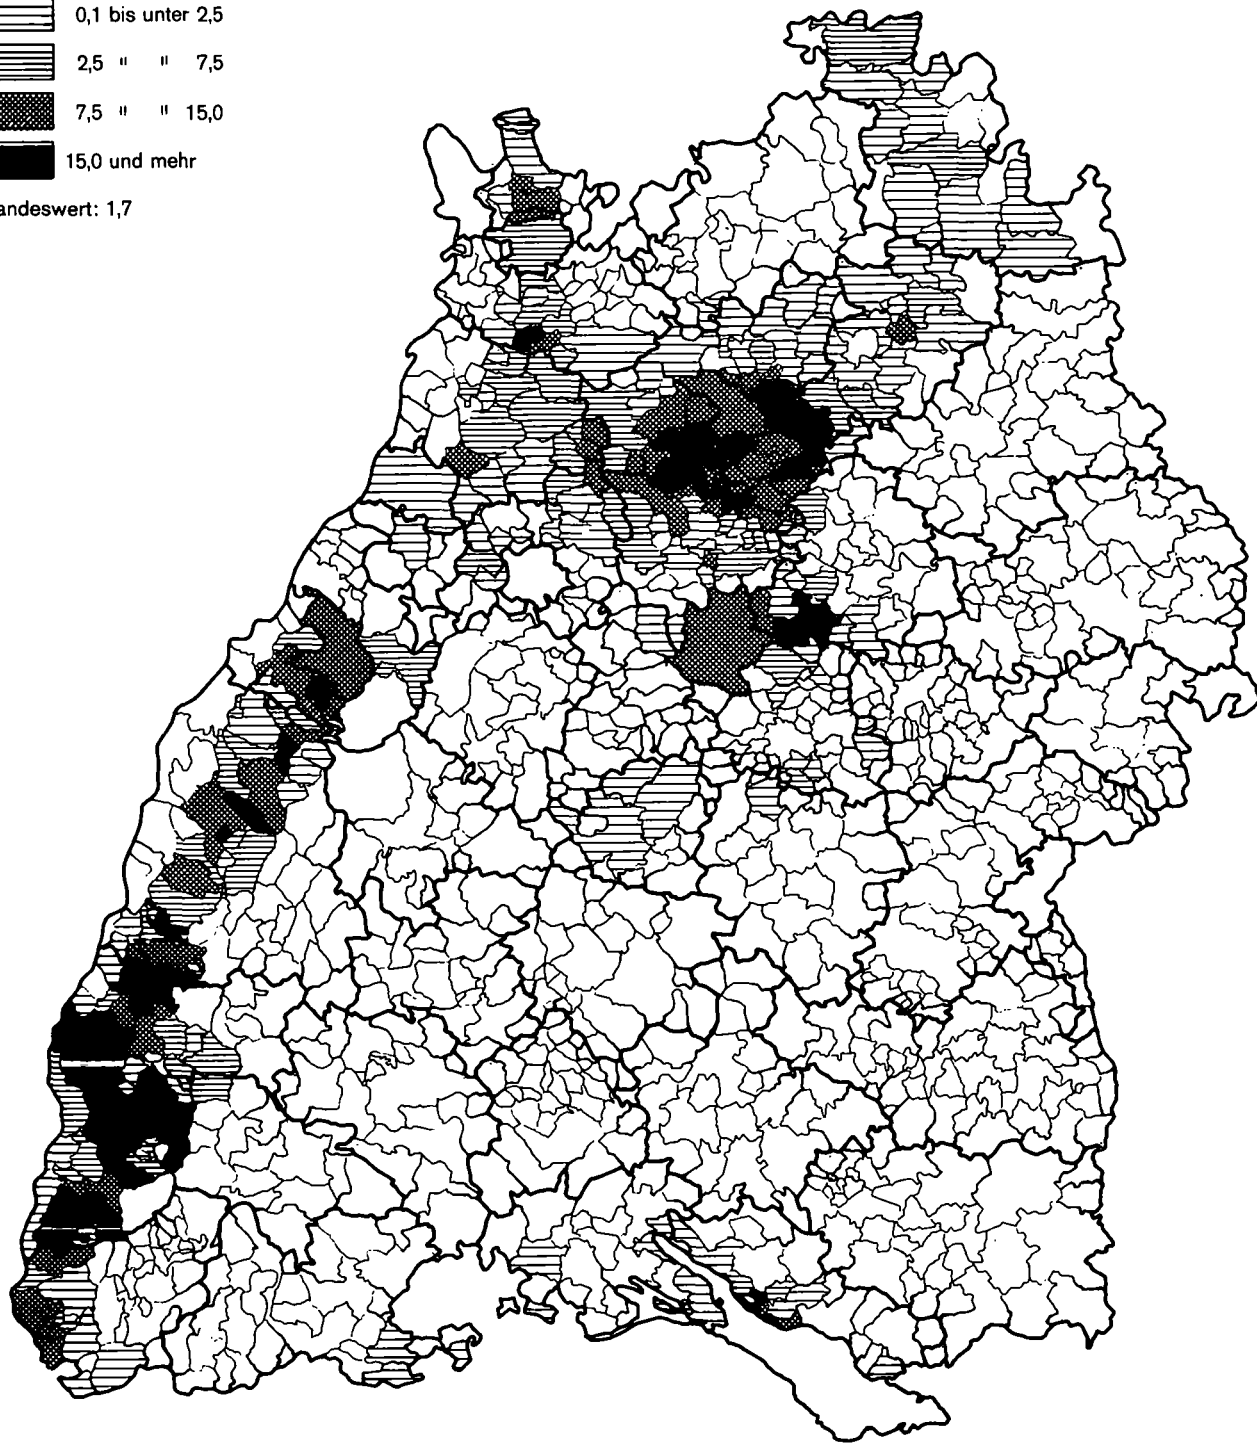 0,1 bis unter 2,5
2,5 " " 7,5
7,5 " " 15,0
15,0 und mehr
andeswert: 1,7